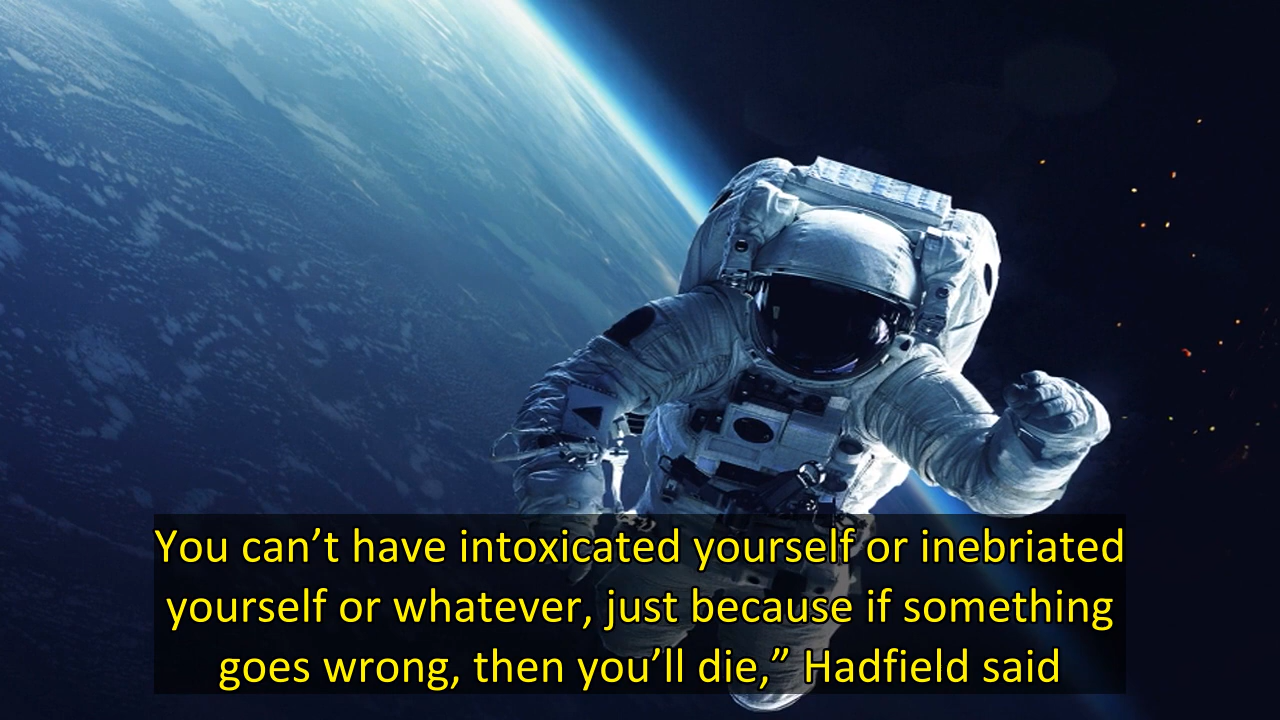 You can’t have intoxicated yourself or inebriated
yourself or whatever, just because if something
goes wrong, then you’ll die,” Hadfield said